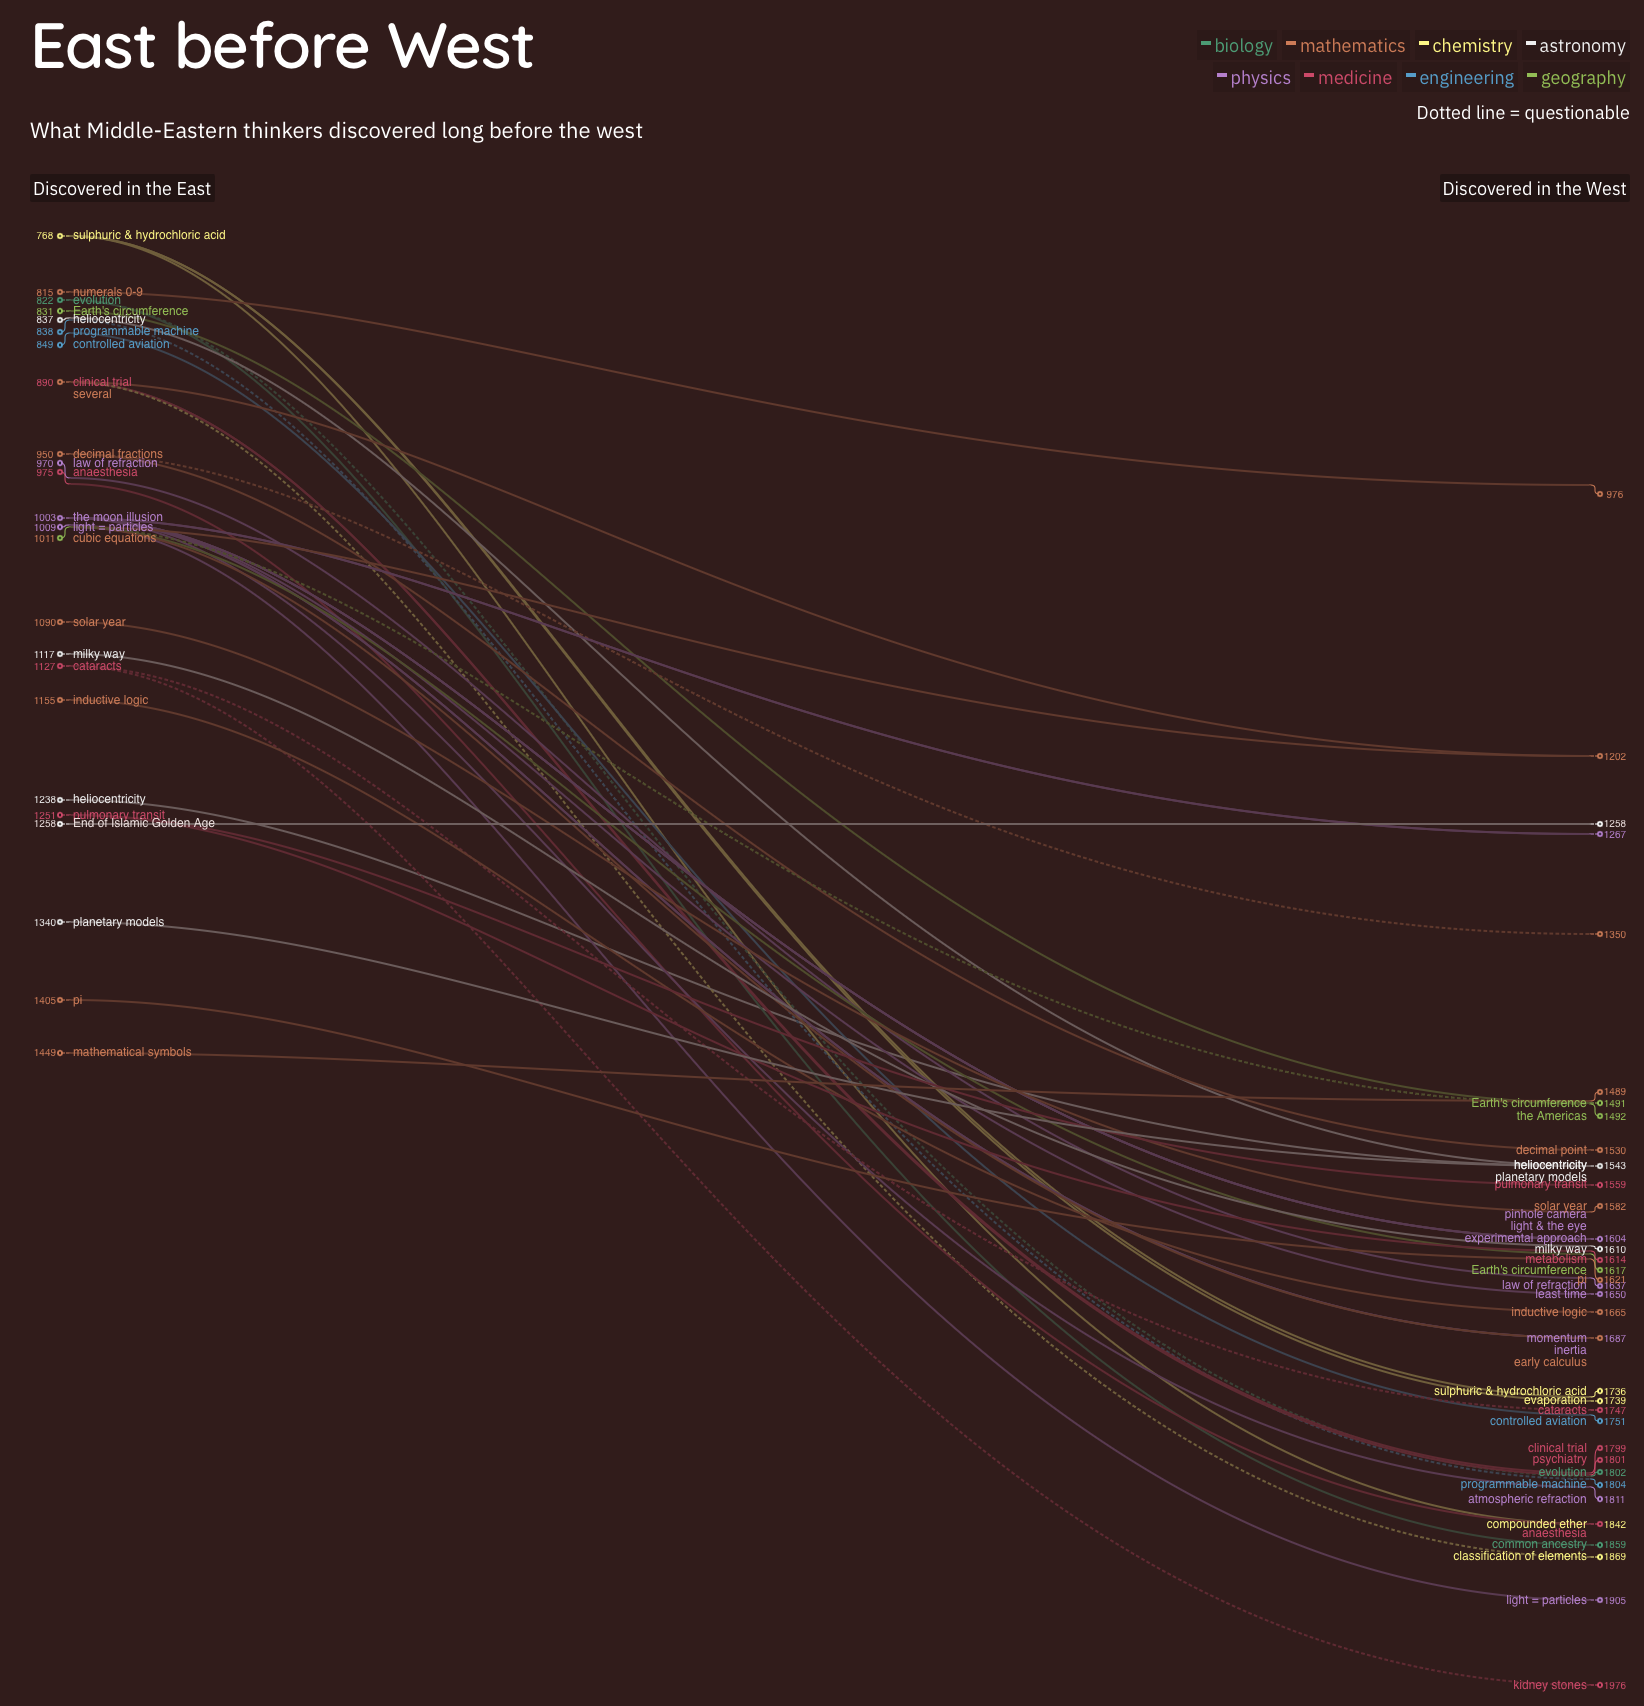 East before West
biology mathematics chemistry astronomy
physics medicine engineering geography
Dotted line = questionable
What Middle-Eastern thinkers discovered long before the west
Discovered in the East
Discovered in the West
768 sulphuric & hydrochloric acid
815 numerals 0-9
822 evolution
831 Earth's circumference
837 heliocentricity
838 programmable machine
849 controlled aviation
890 clinical trial
several
950 decimal fractions
970 law of refraction
975 anaesthesia
1003 the moon illusion
1009 light = particles
1011 cubic equations
1090 solar year
1117 milky way
1127 cataracts
1155 inductive logic
1238 heliocentricity
1251 pulmonary transit
1258 End of Islamic Golden Age
1340 planetary models
1405 pi
1449 mathematical symbols
976
1202
1258
1267
1350
1489
Earth's circumference 1491
the Americas 1492
decimal point 1530
heliocentricity 1543
planetary models
pulmonary transit 1559
solar year 1582
pinhole camera
light & the eye
experimental approach 1604
milky way 1610
metabolism 1614
Earth's circumference 1617
pi 1621
law of refraction 1637
least time 1650
inductive logic 1665
momentum 1687
inertia
early calculus
sulphuric & hydrochloric acid 1736
evaporation 1739
cataracts 1747
controlled aviation 1751
clinical trial 1799
psychiatry 1801
evolution 1802
programmable machine 1804
atmospheric refraction 1811
compounded ether 1842
anaesthesia
common ancestry 1859
classification of elements 1869
light = particles 1905
kidney stones 1976